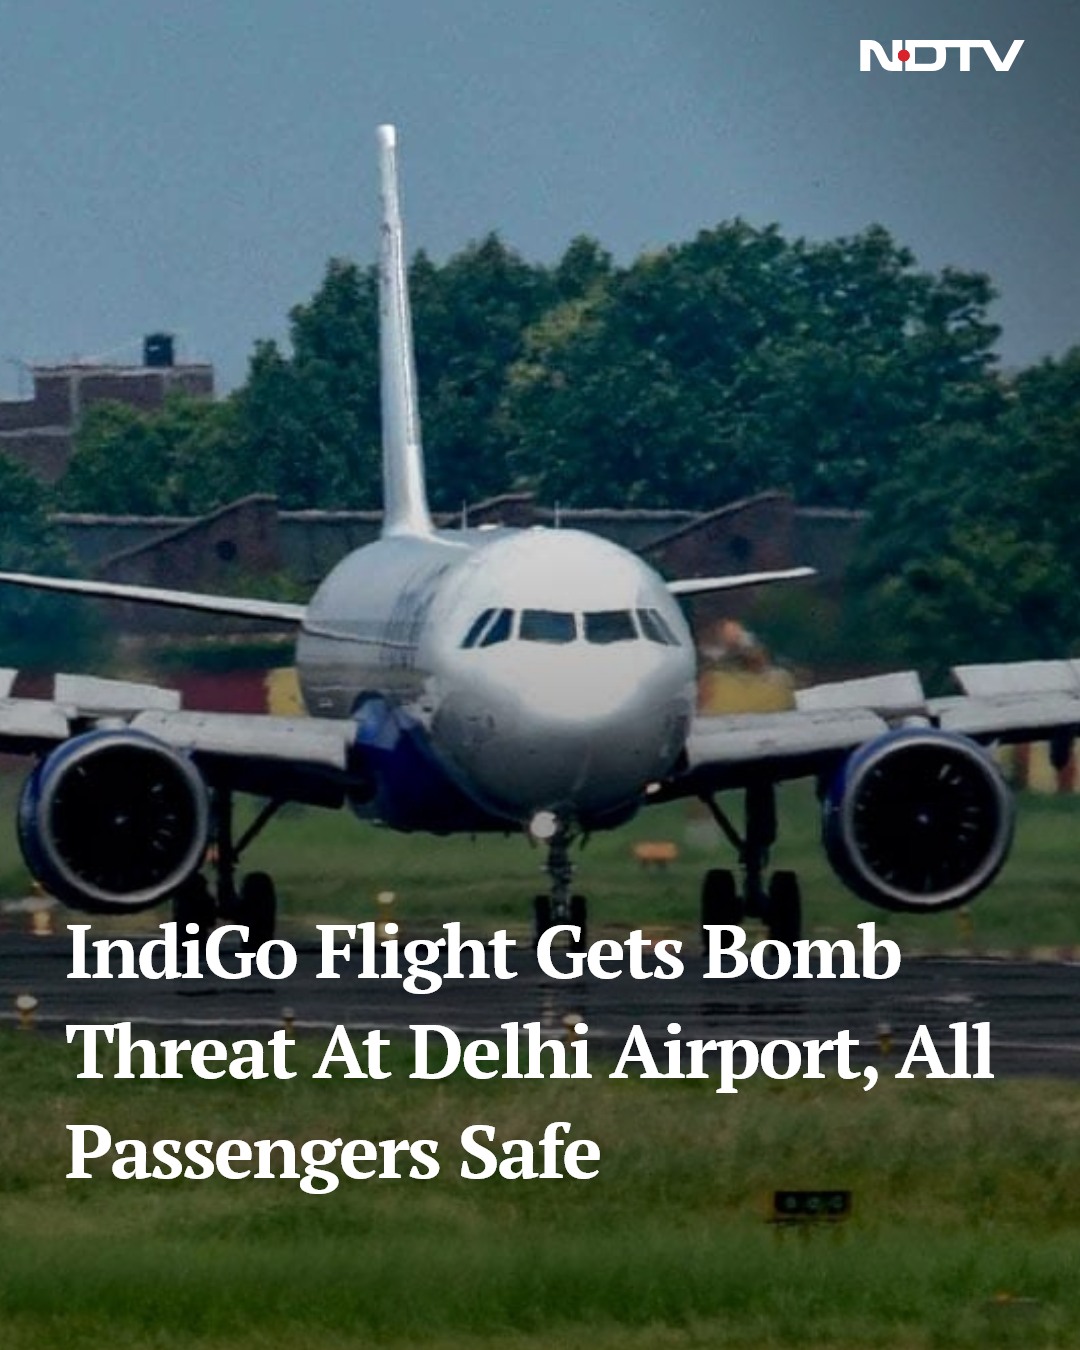 NDTV
IndiGo Flight Gets Bomb
Threat At Delhi Airport, All
Passengers Safe